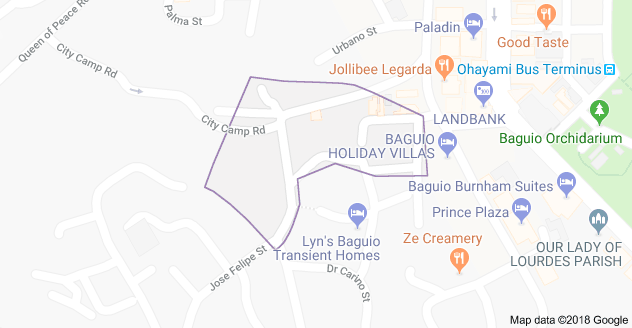 Palma St
Queen of Peace Rd
City Camp Rd
Urbano St
Paladin
Good Taste
Jollibee Legarda
Ohayami Bus Terminus
LANDBANK
City Camp Rd
BAGUIO
HOLIDAY VILLAS
Baguio Orchidarium
Baguio Burnham Suites
Prince Plaza
Lyn's Baguio
Transient Homes
Ze Creamery
OUR LADY OF
LOURDES PARISH
Jose Felipe St
Dr Carino St
Map data ©2018 Google